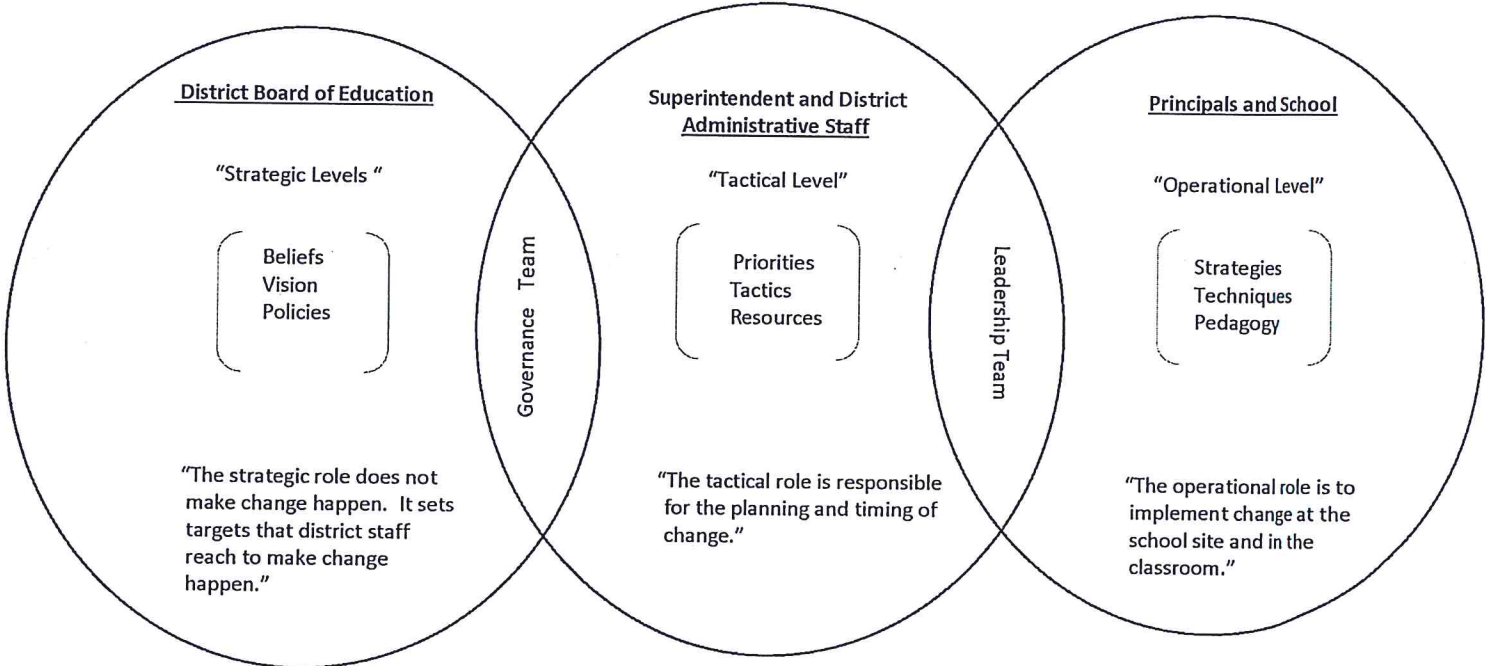 District Board of Education
"Strategic Levels "
Beliefs
Vision
Policies
"The strategic role does not
make change happen.  It sets
targets that district staff
reach to make change
happen."
Governance Team
Superintendent and District
Administrative Staff
"Tactical Level"
Priorities
Tactics
Resources
"The tactical role is responsible
for the planning and timing of
change."
Leadership Team
Principals and School
"Operational Level"
Strategies
Techniques
Pedagogy
"The operational role is to
implement change at the
school site and in the
classroom."